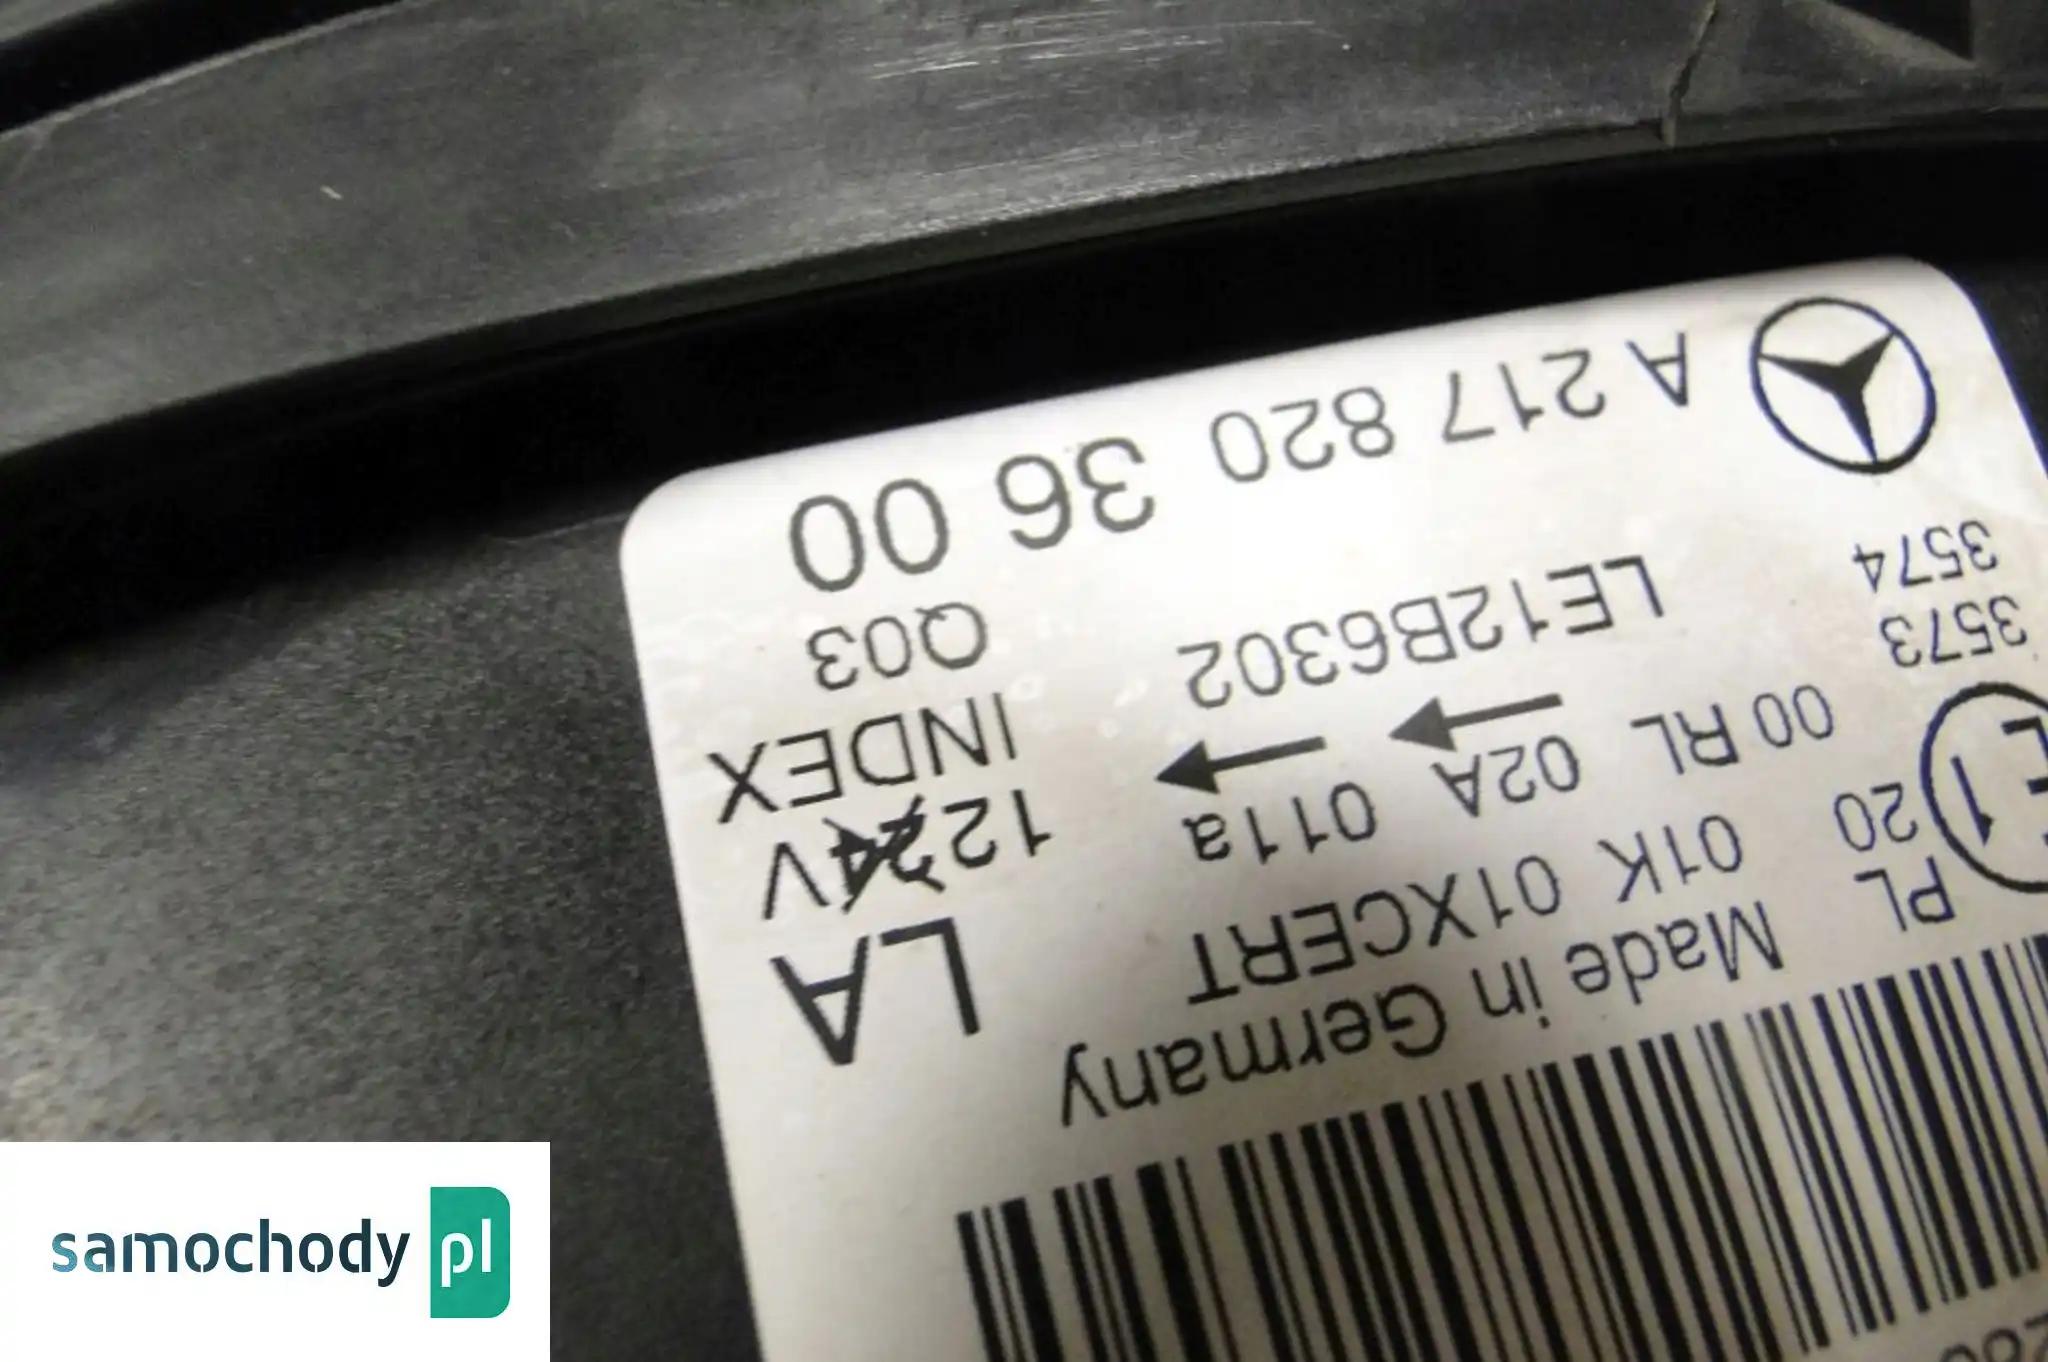 A 217 820 36 00
3574 LE12B6302 Q03
3573 INDEX
00 RL 02A 011a 12 V
E1 20 01K 01XCERT LA
PL Made in Germany
samochody pl